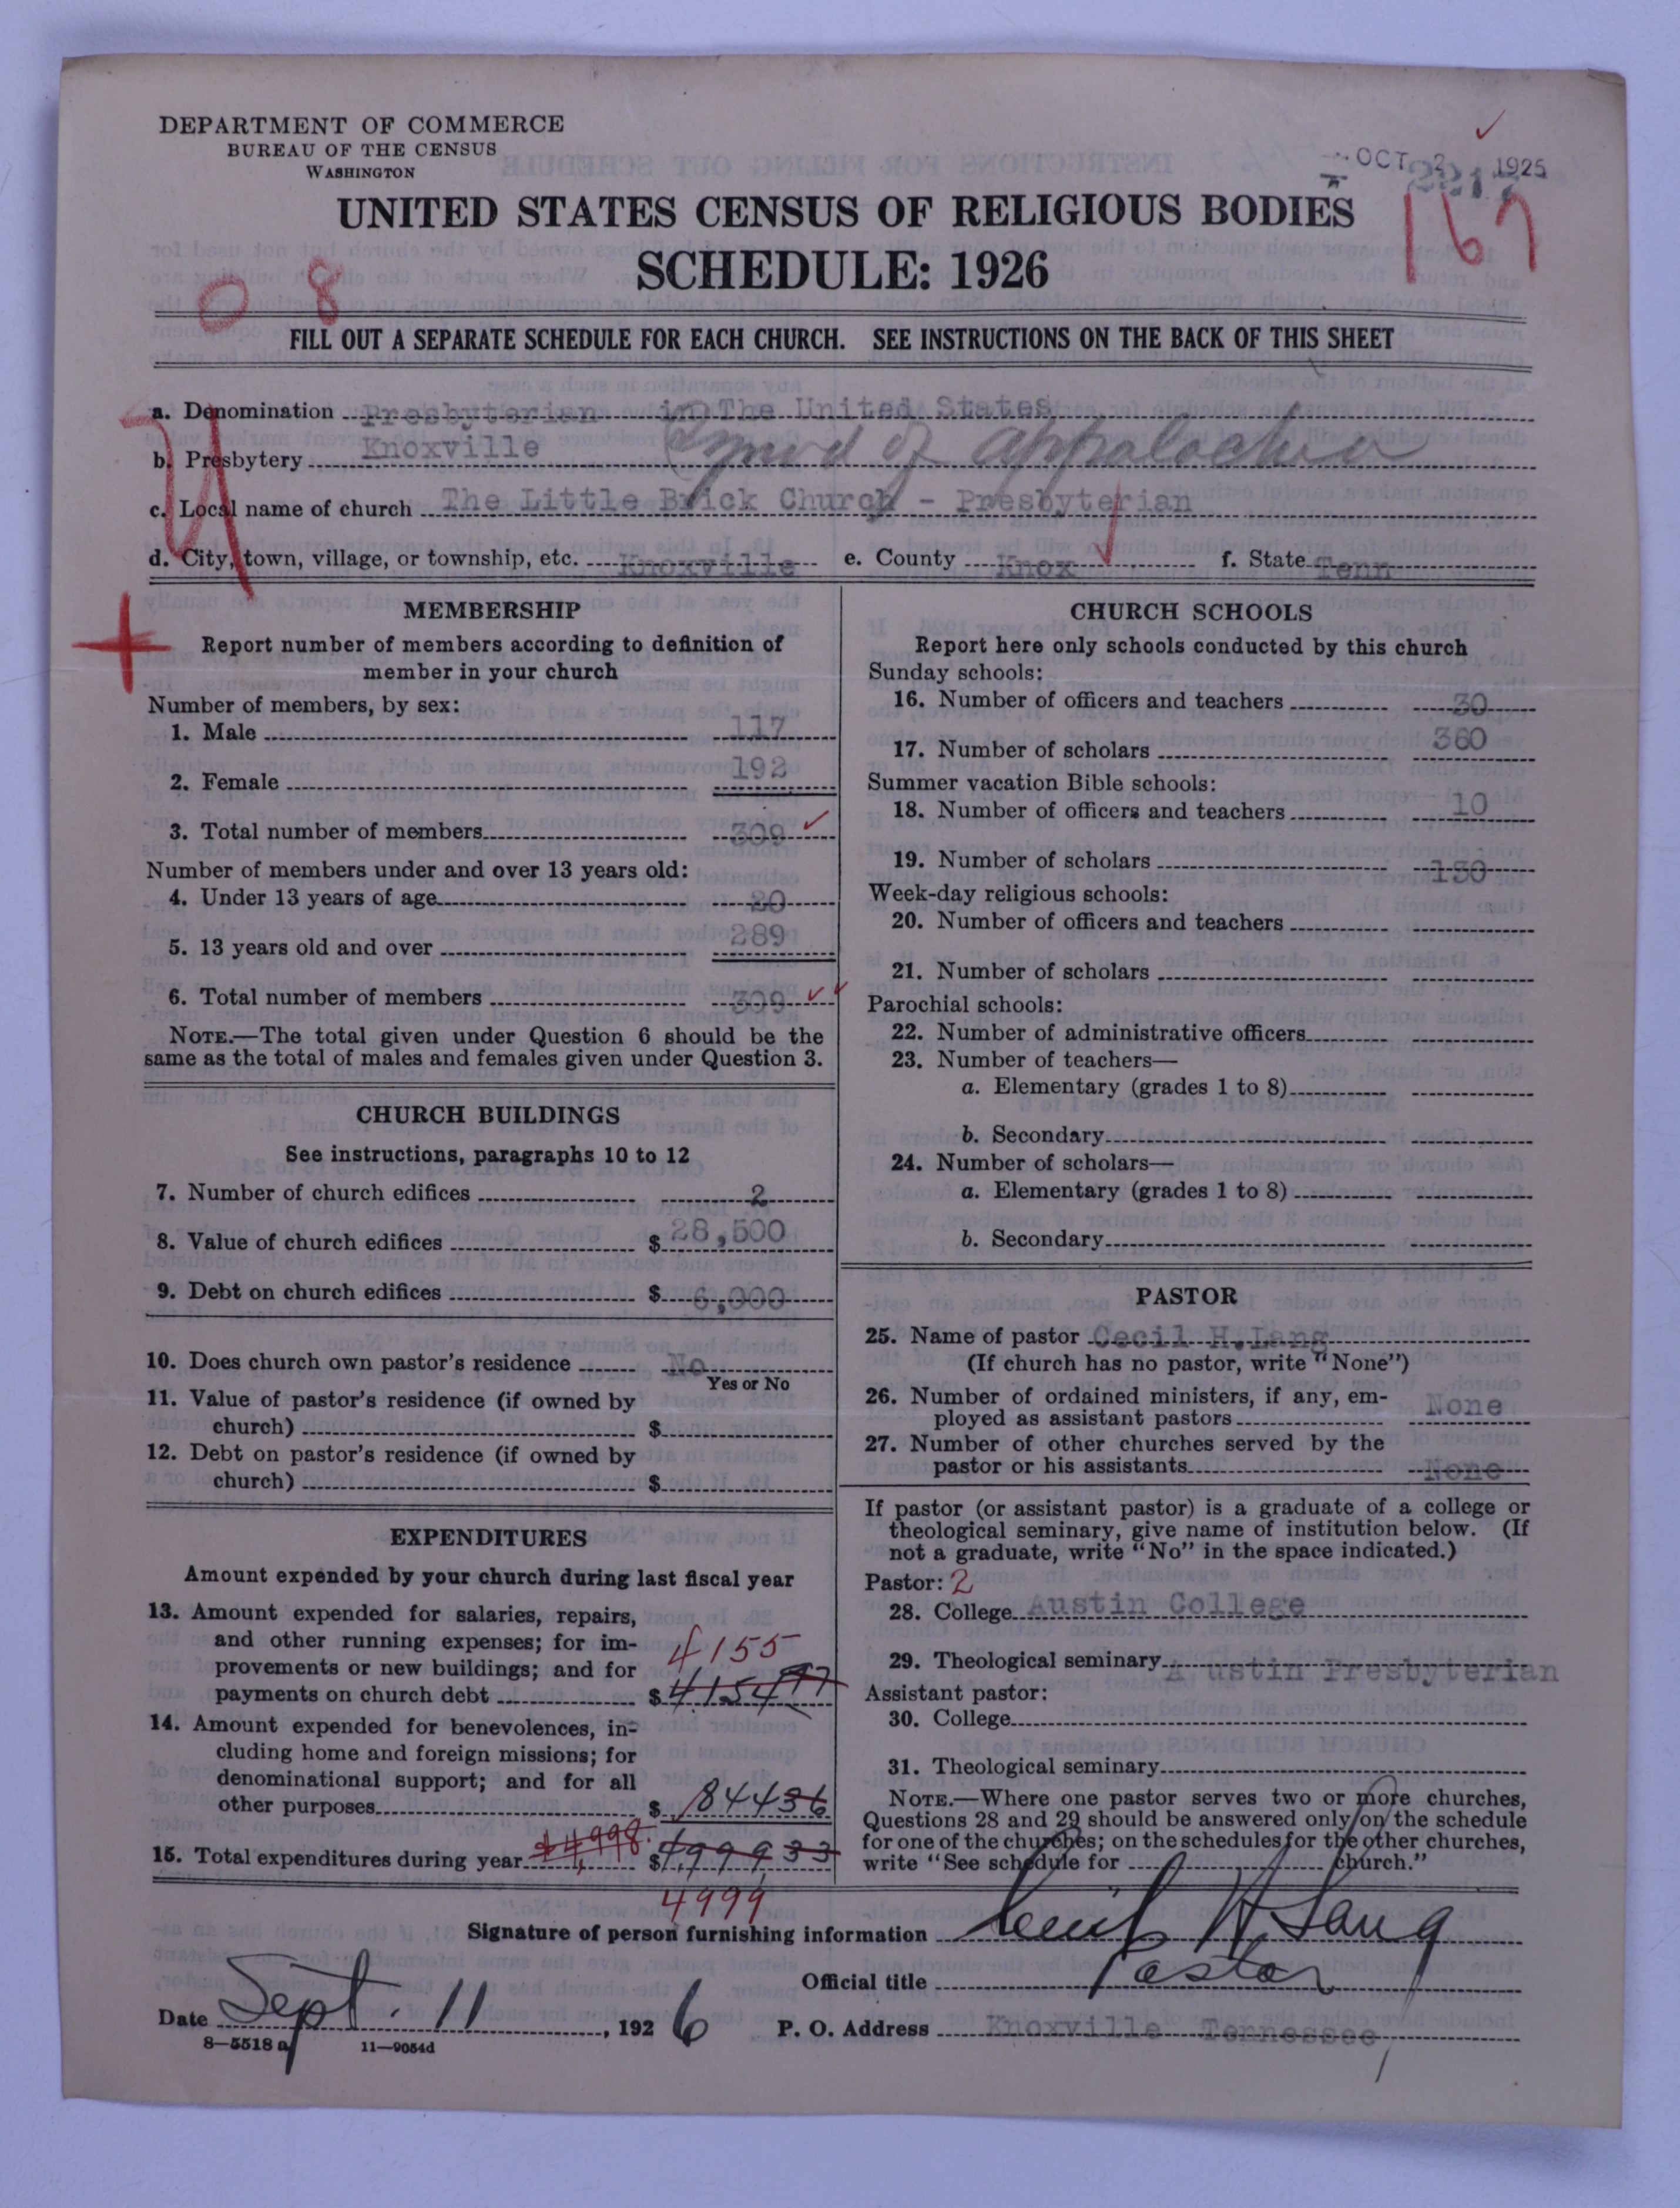 DEPARTMENT OF COMMERCE
BUREAU OF THE CENSUS
WASHINGTON
OCT 2 1925
UNITED STATES CENSUS OF RELIGIOUS BODIES
167
SCHEDULE: 1926
0 8
FILL OUT A SEPARATE SCHEDULE FOR EACH CHURCH. SEE INSTRUCTIONS ON THE BACK OF THIS SHEET
a. Denomination Presbyterian in The United States
b. Presbytery Knoxville Synod of Appalachia
c. Local name of church The Little Brick Church - Presbyterian
d. City, town, village, or township, etc. Knoxville e. County Knox f. State Tenn
MEMBERSHIP
Report number of members according to definition of
member in your church
Number of members, by sex:
1. Male 117
2. Female 192
3. Total number of members 309
Number of members under and over 13 years old:
4. Under 13 years of age 20
5. 13 years old and over 289
6. Total number of members 309
NOTE.—The total given under Question 6 should be the
same as the total of males and females given under Question 3.
CHURCH BUILDINGS
See instructions, paragraphs 10 to 12
7. Number of church edifices 2
8. Value of church edifices $ 28,500
9. Debt on church edifices $ 6,000
10. Does church own pastor's residence No
Yes or No
11. Value of pastor's residence (if owned by
church) $
12. Debt on pastor's residence (if owned by
church) $
EXPENDITURES
Amount expended by your church during last fiscal year
13. Amount expended for salaries, repairs,
and other running expenses; for im-
provements or new buildings; and for
4155
payments on church debt $ 4154 97
14. Amount expended for benevolences, in-
cluding home and foreign missions; for
denominational support; and for all
other purposes $ 844 36
15. Total expenditures during year $4,998. $4,999 33
4999
CHURCH SCHOOLS
Report here only schools conducted by this church
Sunday schools:
16. Number of officers and teachers 30
17. Number of scholars 360
Summer vacation Bible schools:
18. Number of officers and teachers 10
19. Number of scholars 130
Week-day religious schools:
20. Number of officers and teachers
21. Number of scholars
Parochial schools:
22. Number of administrative officers
23. Number of teachers—
a. Elementary (grades 1 to 8)
b. Secondary
24. Number of scholars—
a. Elementary (grades 1 to 8)
b. Secondary
PASTOR
25. Name of pastor Cecil H.Lang
(If church has no pastor, write "None")
26. Number of ordained ministers, if any, em-
ployed as assistant pastors None
27. Number of other churches served by the
pastor or his assistants None
If pastor (or assistant pastor) is a graduate of a college or
theological seminary, give name of institution below. (If
not a graduate, write "No" in the space indicated.)
Pastor: 2
28. College Austin College
29. Theological seminary Austin Presbyterian
Assistant pastor:
30. College
31. Theological seminary
NOTE.—Where one pastor serves two or more churches,
Questions 28 and 29 should be answered only on the schedule
for one of the churches; on the schedules for the other churches,
write "See schedule for church."
Signature of person furnishing information Cecil H Lang
Official title Pastor
Date Sept. 11, 1926 P. O. Address Knoxville Tennessee
8—5518 a 11—9054d